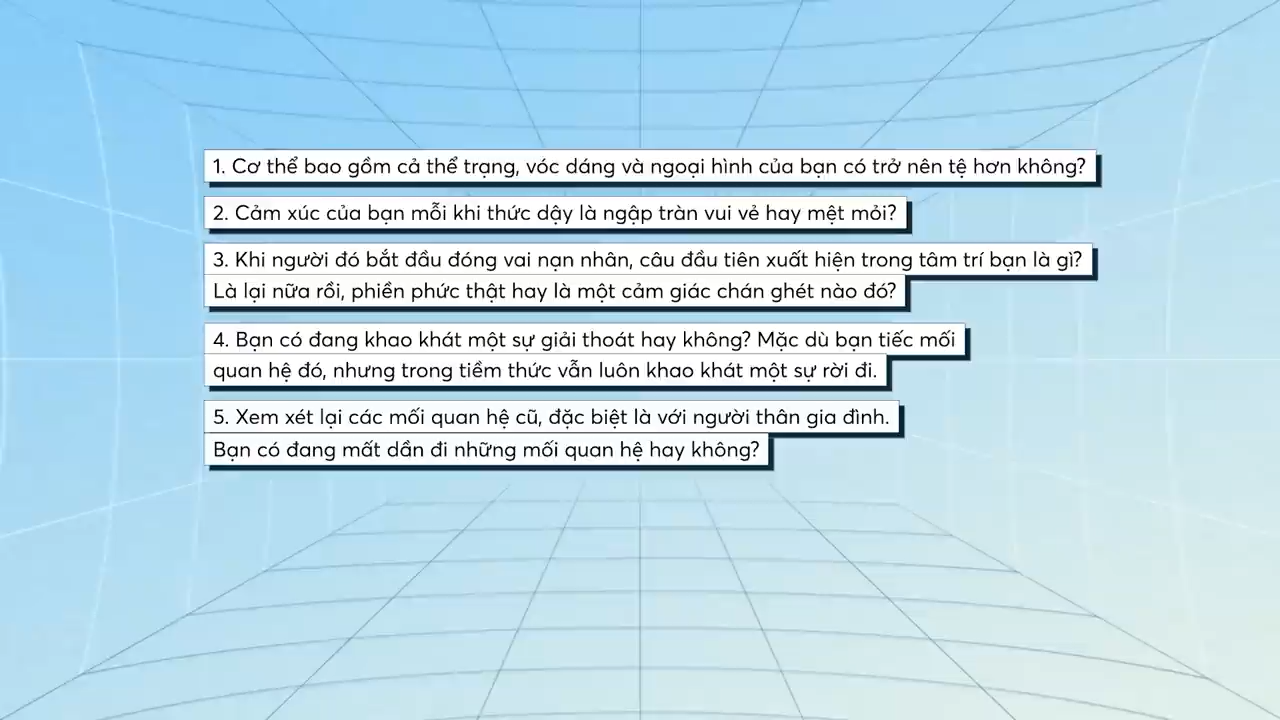 1. Cơ thể bao gồm cả thể trạng, vóc dáng và ngoại hình của bạn có trở nên tệ hơn không?
2. Cảm xúc của bạn mỗi khi thức dậy là ngập tràn vui vẻ hay mệt mỏi?
3. Khi người đó bắt đầu đóng vai nạn nhân, câu đầu tiên xuất hiện trong tâm trí bạn là gì?
Là lại nữa rồi, phiền phức thật hay là một cảm giác chán ghét nào đó?
4. Bạn có đang khao khát một sự giải thoát hay không? Mặc dù bạn tiếc mối
quan hệ đó, nhưng trong tiềm thức vẫn luôn khao khát một sự rời đi.
5. Xem xét lại các mối quan hệ cũ, đặc biệt là với người thân gia đình.
Bạn có đang mất dần đi những mối quan hệ hay không?